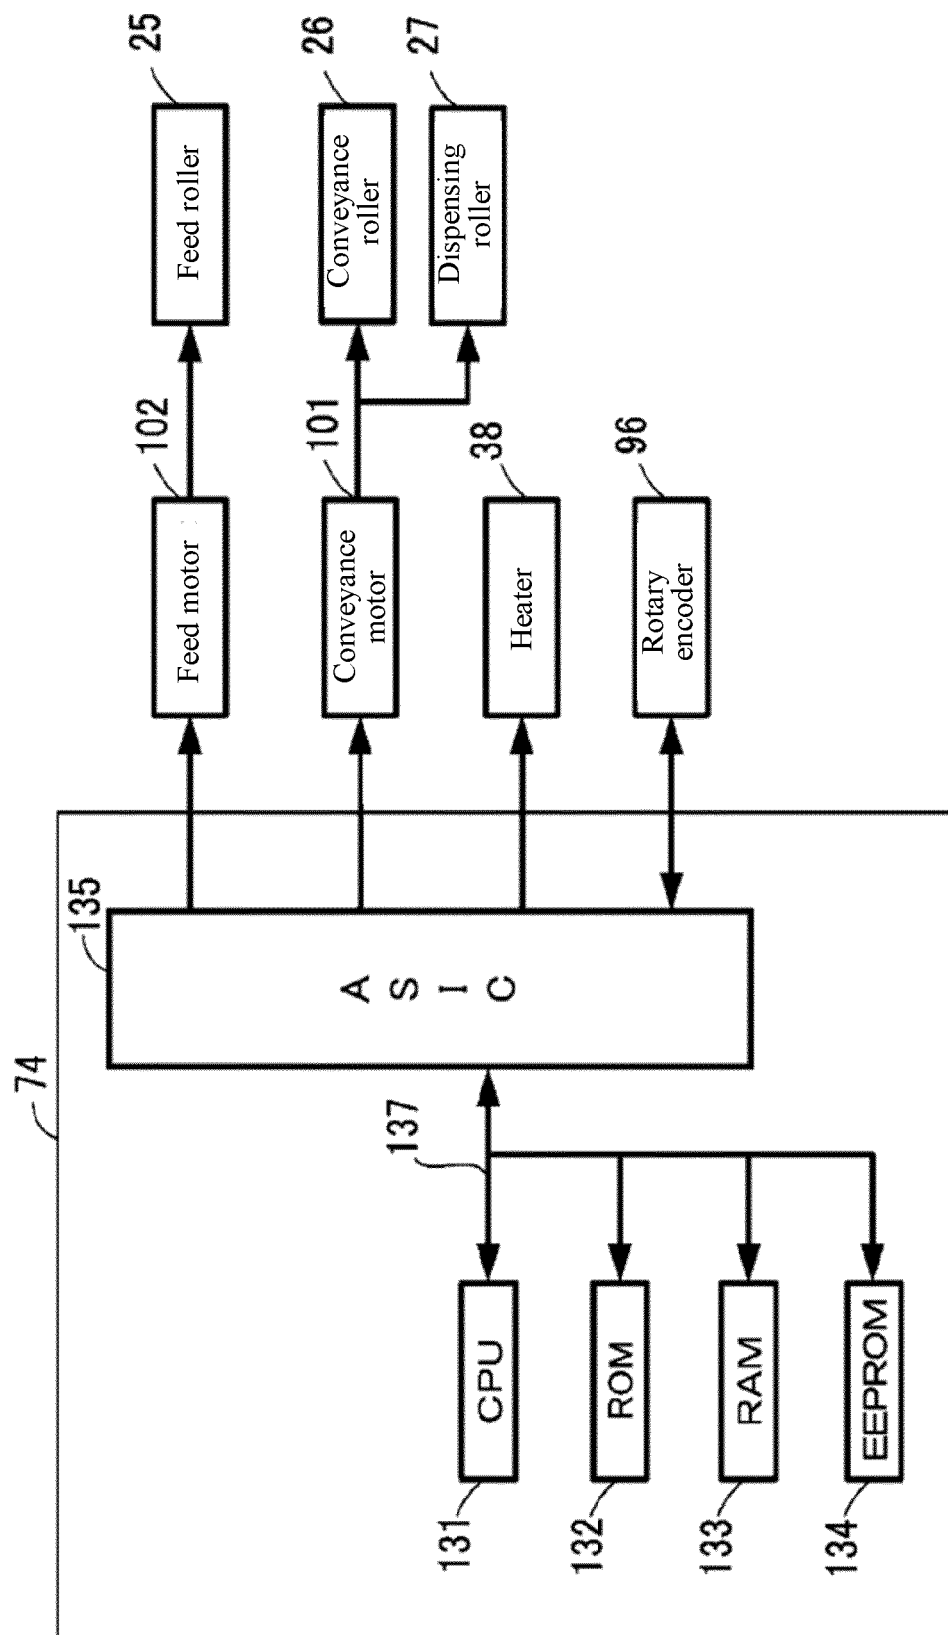 74
135
ASIC
137
131
CPU
132
ROM
133
RAM
134
EEPROM
102
Feed motor
25
Feed roller
101
Conveyance
motor
26
Conveyance
roller
27
Dispensing
roller
38
Heater
96
Rotary
encoder